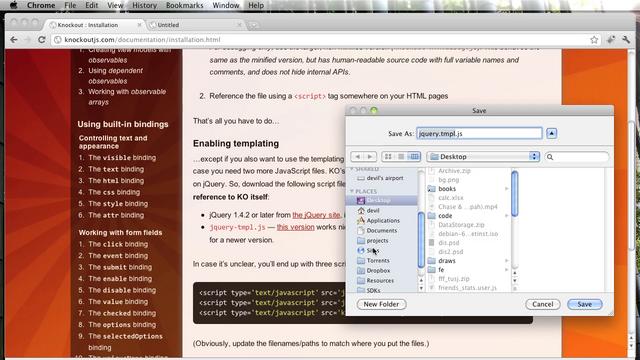 Chrome File Edit View History Bookmarks Window Help
Knockout : Installation
Untitled
knockoutjs.com/documentation/installation.html
1. Creating view models with
observables
2. Using dependent
observables
3. Working with observable
arrays
Using built-in bindings
Controlling text and
appearance
1. The visible binding
2. The text binding
3. The html binding
4. The css binding
5. The style binding
6. The attr binding
Working with form fields
1. The click binding
2. The event binding
3. The submit binding
4. The enable binding
5. The disable binding
6. The value binding
7. The checked binding
8. The options binding
9. The selectedOptions
binding
same as the minified version, but has human-readable source code with full variable names and
comments, and does not hide internal APIs.
2. Reference the file using a <script> tag somewhere on your HTML pages
That's all you have to do…
Enabling templating
…except if you also want to use the templating
case you need two more JavaScript files. KO's
on jQuery. So, download the following script file
reference to KO itself:
• jQuery 1.4.2 or later from the jQuery site,
• jquery-tmpl.js — this version works ni
for a newer version.
In case it's unclear, you'll end up with three scri
<script type='text/javascript' src='j
<script type='text/javascript' src='j
<script type='text/javascript' src='k
(Obviously, update the filenames/paths to match where you put the files.)
Save
Save As: jquery.tmpl.js
Desktop
SHARED
devil's airport
PLACES
Desktop
devil
Applications
Documents
projects
Torrents
Dropbox
Resources
SDKs
Archive.zip
bg.png
books
calc.xlsx
Chase & ...pah).mp4
code
DataStorage.zip
debian-6...etinst.iso
dis.psd
dis2.psd
draws
fe
fff_tusj.zip
friends_stats.user.js
New Folder
Cancel
Save